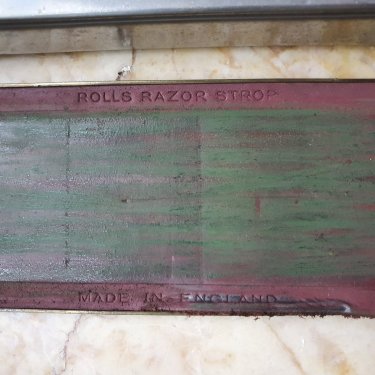 ROLLS RAZOR STROP
MADE IN ENGLAND